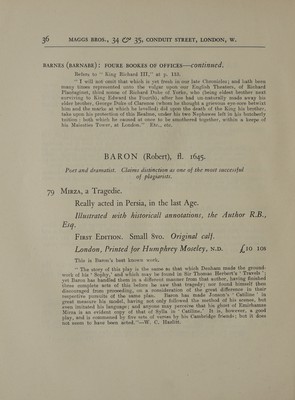 36 MAGGS BROS., 34 & 35, CONDUIT STREET, LONDON, W.
BARNES (BARNABE): FOURE BOOKES OF OFFICES—continued.
Refers to " King Richard III." at p. 113.
" I will not omit that which is yet fresh in our late Chronicles; and hath been
many times represented unto the vulgar upon our English Theaters, of Richard
Plantaginet, third sonne of Richard Duke of Yorke, who (being eldest brother next
surviving to King Edward the Fourth, after hee had unnaturally made away his
elder brother, George Duke of Clarence (whom he thought a grievous eye-sore betwixt
him and the marke at which he levelled) did upon the death of the King his brother,
take upon his protection of this Realme, under his two Nephewes left in his bloudiely
tuition: both which he caused at once to be smothered together, within a keepe of
his Maiesties Tower, at London." Etc., etc.
BARON (Robert), fl. 1645.
Poet and dramatist. Claims distinction as one of the most successful
of plagiarists.
79 MIRZA, a Tragedie.
Really acted in Persia, in the last Age.
Illustrated with historicall annotations, the Author R.B.,
Esq.
FIRST EDITION. Small 8vo. Original calf.
London, Printed for Humphrey Moseley, N.D. £10 10s
This is Baron's best known work.
" The story of this play is the same as that which Denham made the ground-
work of his ' Sophy,' and which may be found in Sir Thomas Herbert's ' Travels ';
yet Baron has handled them in a different manner from that author, having finished
three complete acts of this before he saw that tragedy; nor found himself then
discouraged from proceeding, on a consideration of the great difference in their
respective pursuits of the same plan. Baron has made Jonson's ' Catiline ' in
great measure his model, having not only followed the method of his scenes, but
even imitated his language; and anyone may perceive that his ghost of Emirhamze
Mirza is an evident copy of that of Sylla in ' Catiline.' It is, however, a good
play, and is commended by five sets of verses by his Cambridge friends; but it does
not seem to have been acted."—W. C. Hazlitt.